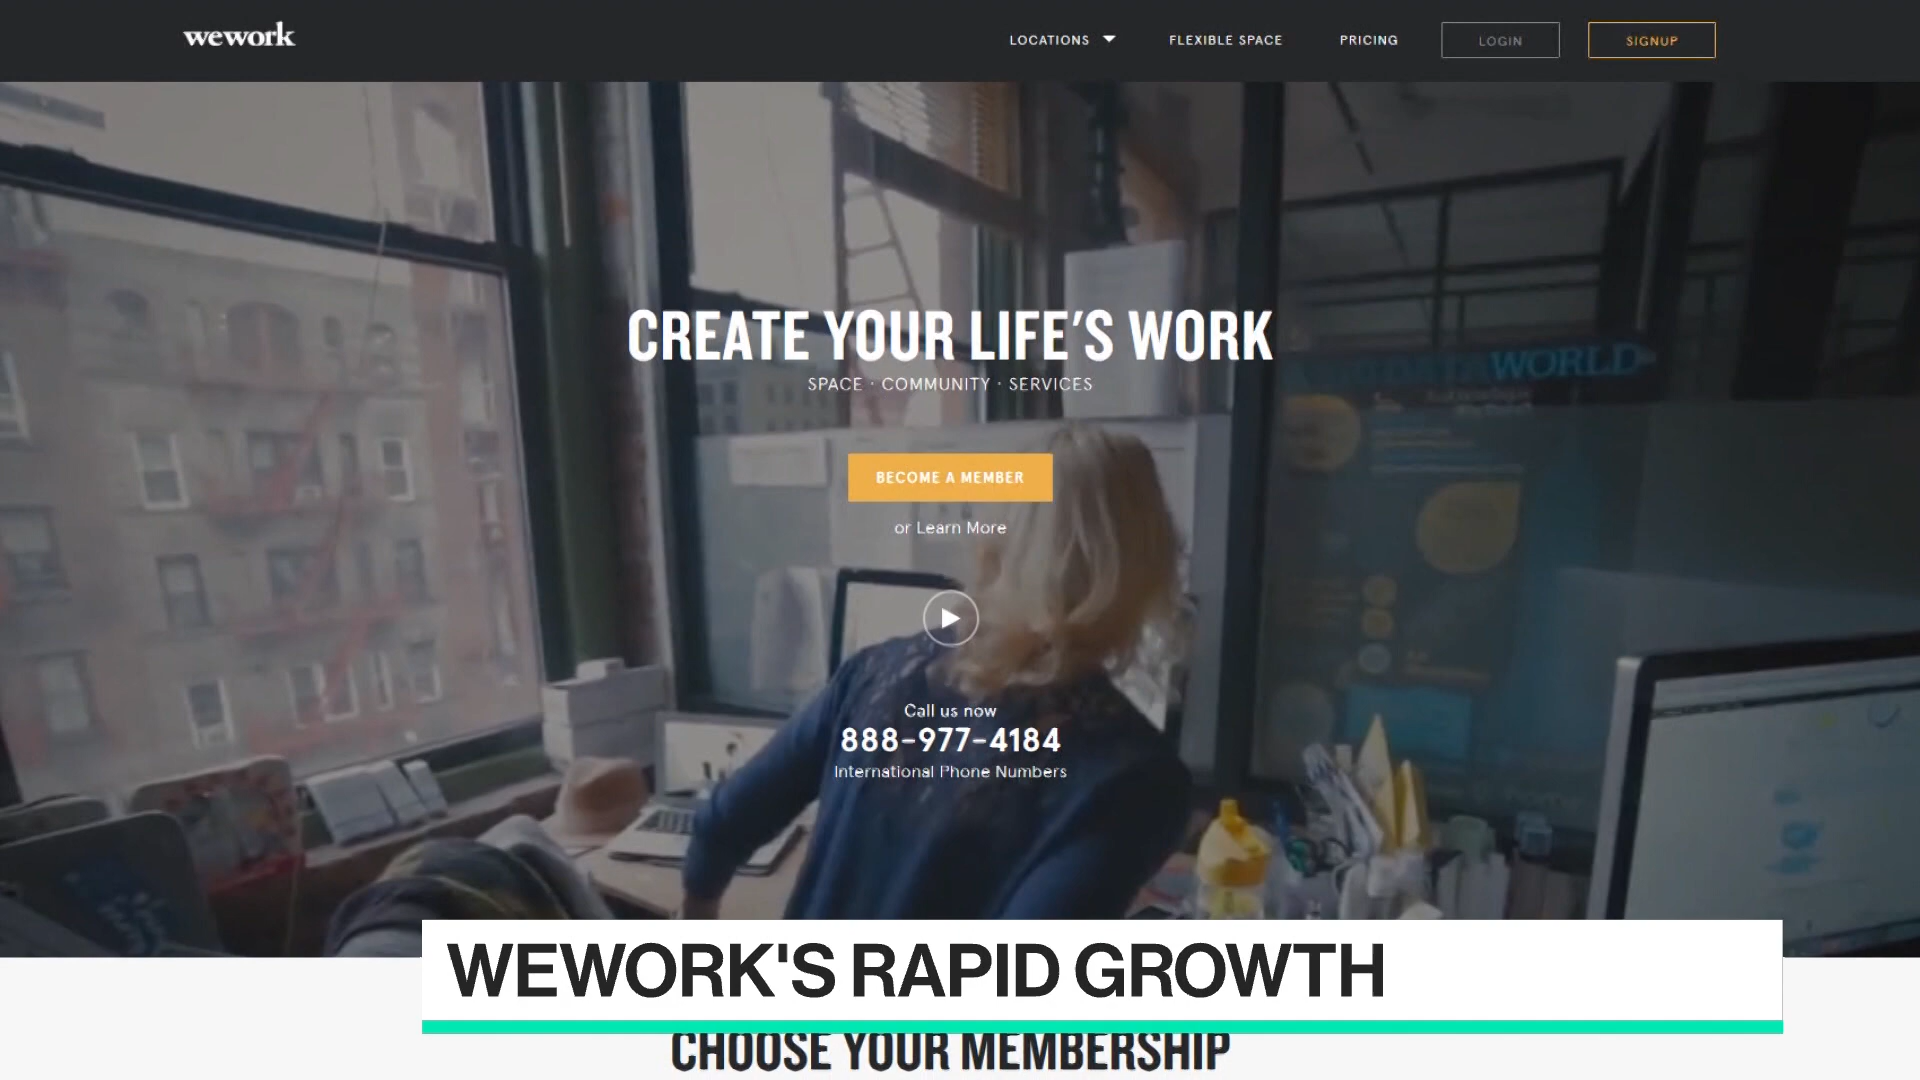 wework
LOCATIONS FLEXIBLE SPACE PRICING LOGIN SIGNUP
CREATE YOUR LIFE'S WORK
SPACE · COMMUNITY · SERVICES
WORLD
BECOME A MEMBER
or Learn More
Call us now
888-977-4184
International Phone Numbers
WEWORK'S RAPID GROWTH
CHOOSE YOUR MEMBERSHIP